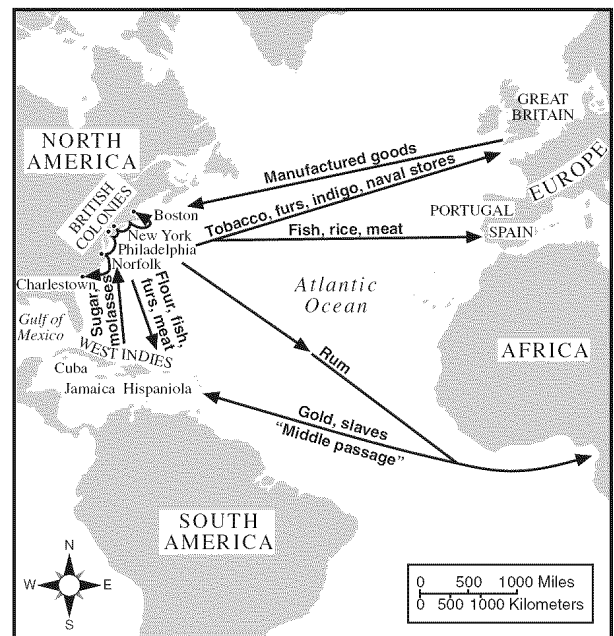 GREAT
BRITAIN
NORTH
AMERICA
EUROPE
Manufactured goods
Tobacco, furs, indigo, naval stores
BRITISH
COLONIES
Boston
New York
Philadelphia
Norfolk
Charlestown
PORTUGAL
SPAIN
Fish, rice, meat
Sugar,
molasses
Flour, fish,
furs, meat
Atlantic
Ocean
Gulf of
Mexico
WEST INDIES
Cuba
Jamaica
Hispaniola
AFRICA
Rum
Gold, slaves
"Middle passage"
SOUTH
AMERICA
N
W
E
S
0 500 1000 Miles
0 500 1000 Kilometers